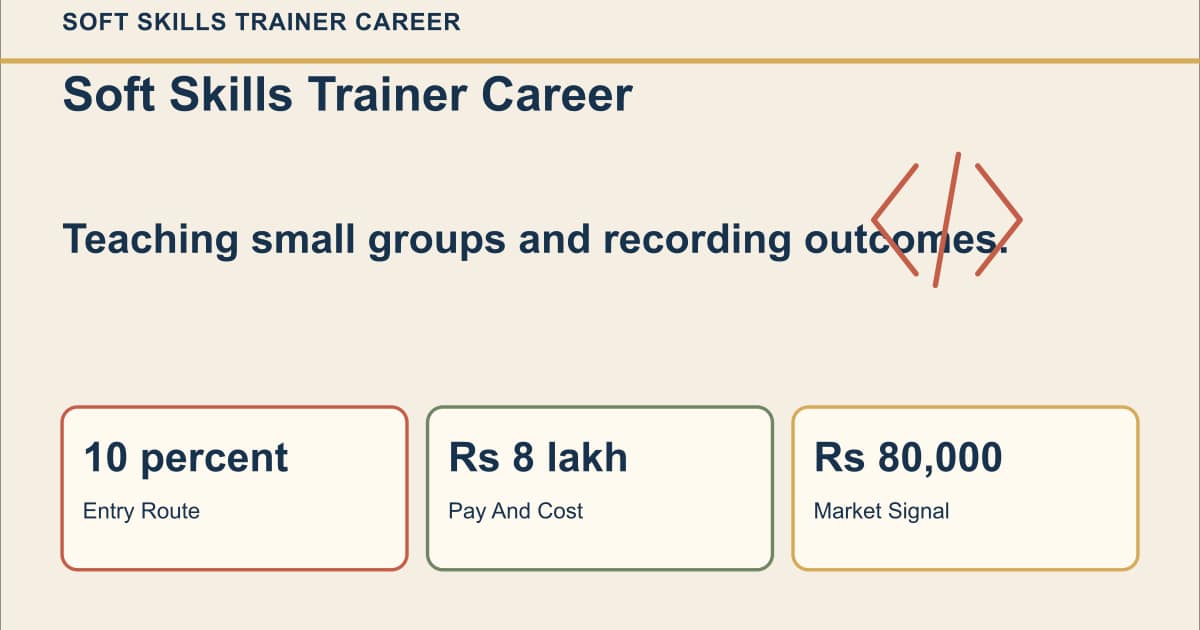 SOFT SKILLS TRAINER CAREER
Soft Skills Trainer Career
Teaching small groups and recording outcomes.
10 percent
Entry Route
Rs 8 lakh
Pay And Cost
Rs 80,000
Market Signal